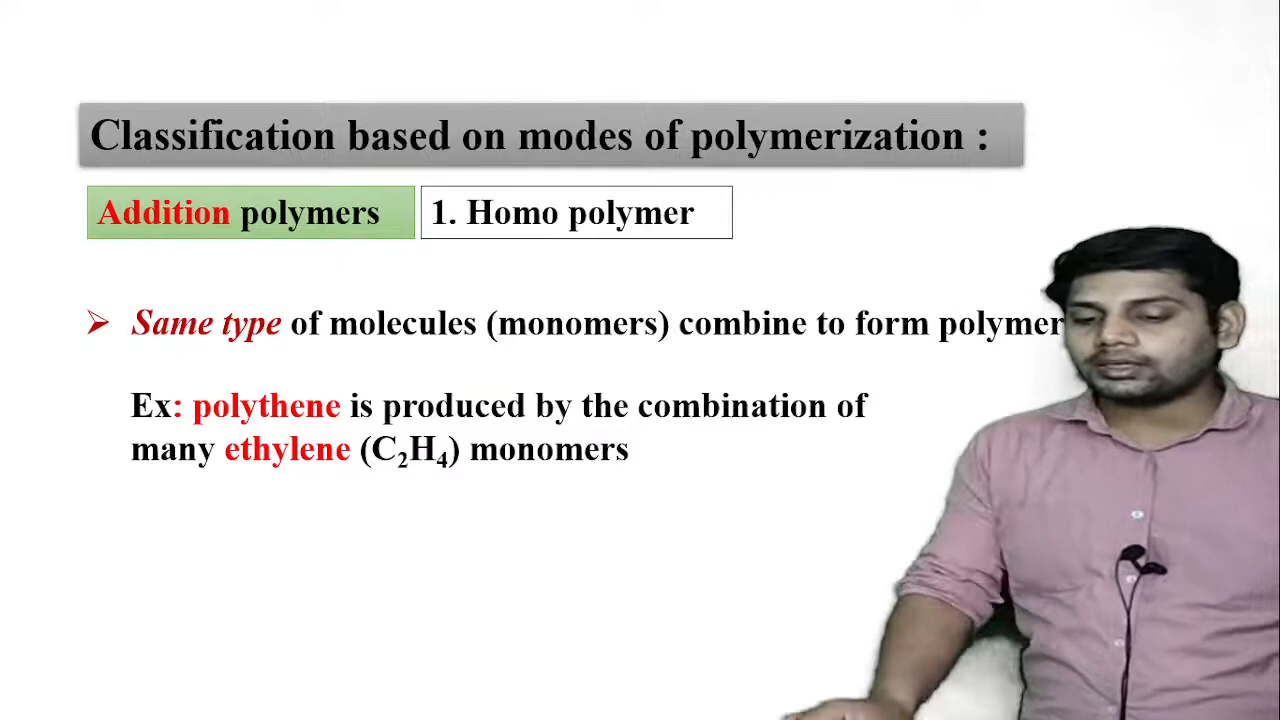 Classification based on modes of polymerization :
Addition polymers
1. Homo polymer
➢ Same type of molecules (monomers) combine to form polymer
Ex: polythene is produced by the combination of
many ethylene (C₂H₄) monomers